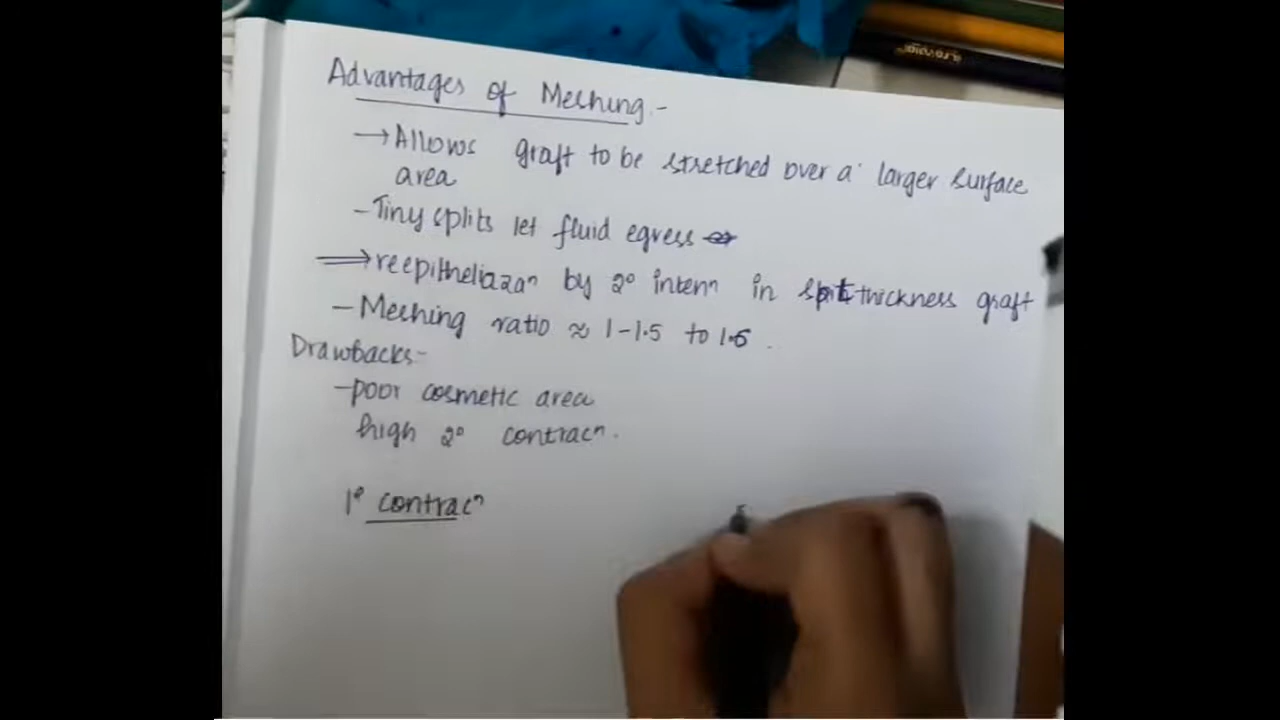 Advantages of Meshing:-
→ Allows graft to be stretched over a larger surface
area
- Tiny splits let fluid egress
⟹ reepitheliazaⁿ by 2° intenⁿ in split thickness graft
- Meshing ratio ≈ 1-1.5 to 1.6
Drawbacks:-
- poor cosmetic area
high 2° contracⁿ.
1° contracⁿ